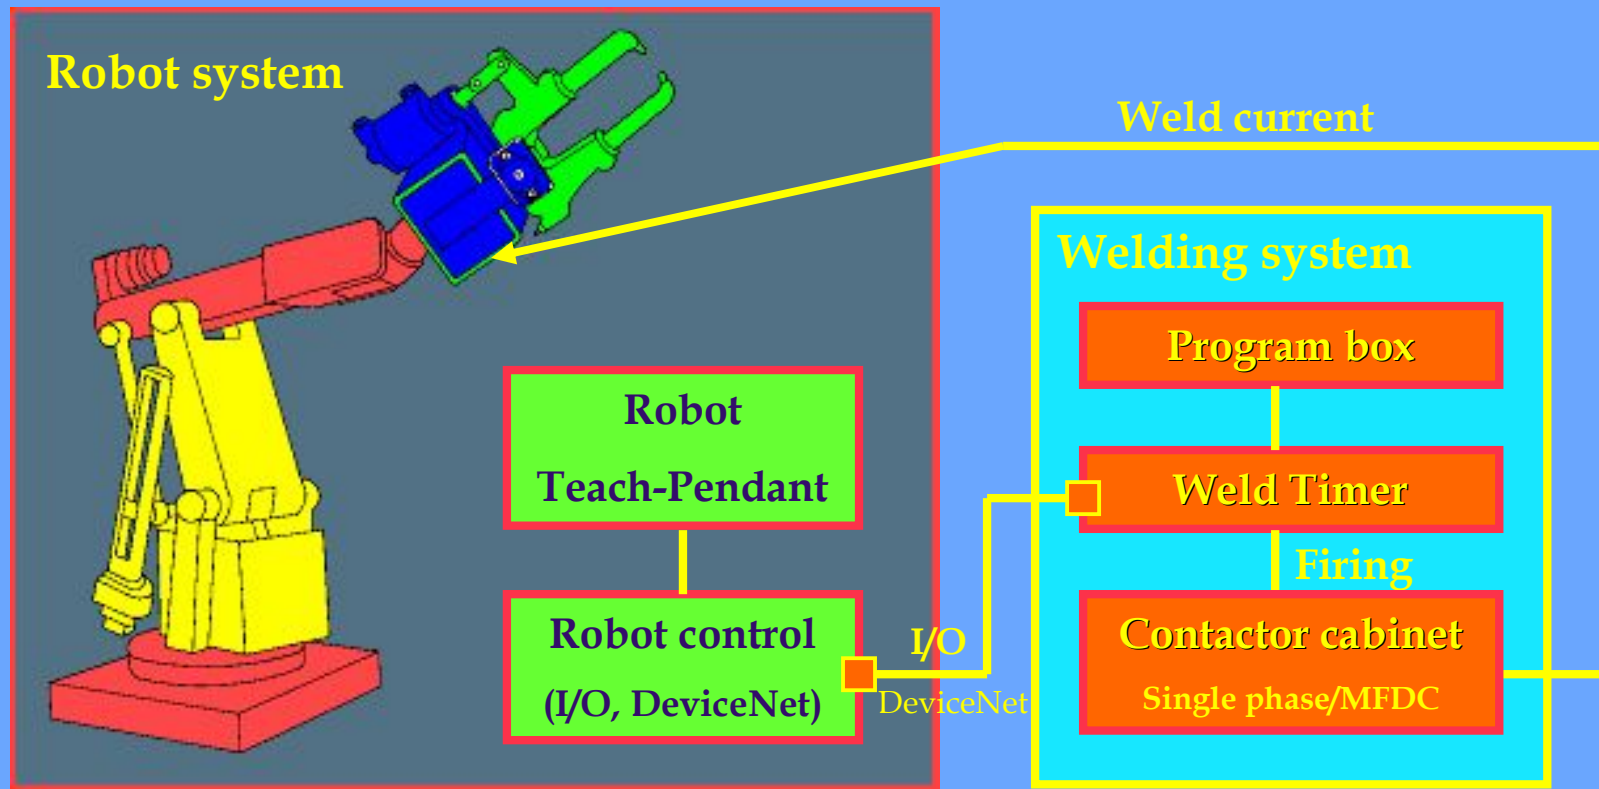 Robot system
Weld current
Welding system
Program box
Robot
Teach-Pendant
Weld Timer
Firing
Robot control
(I/O, DeviceNet)
I/O
DeviceNet
Contactor cabinet
Single phase/MFDC